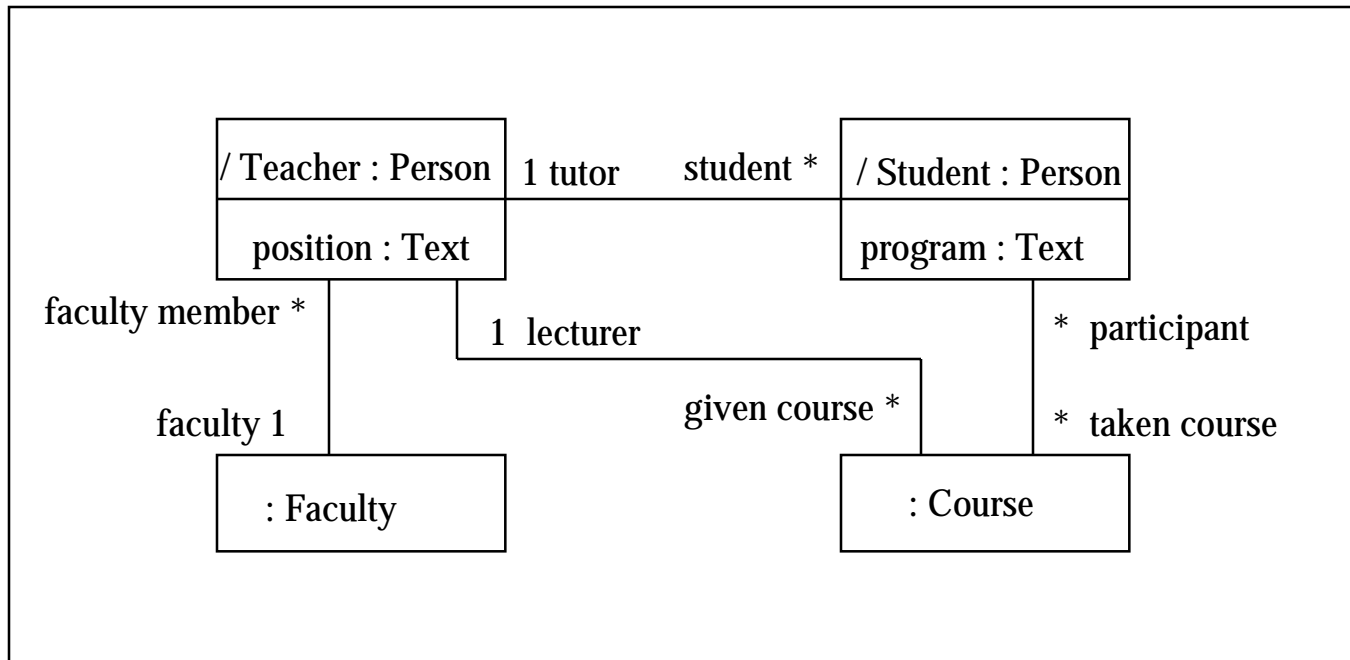 / Teacher : Person
1 tutor
student *
/ Student : Person
position : Text
program : Text
faculty member *
1 lecturer
* participant
faculty 1
given course *
* taken course
: Faculty
: Course